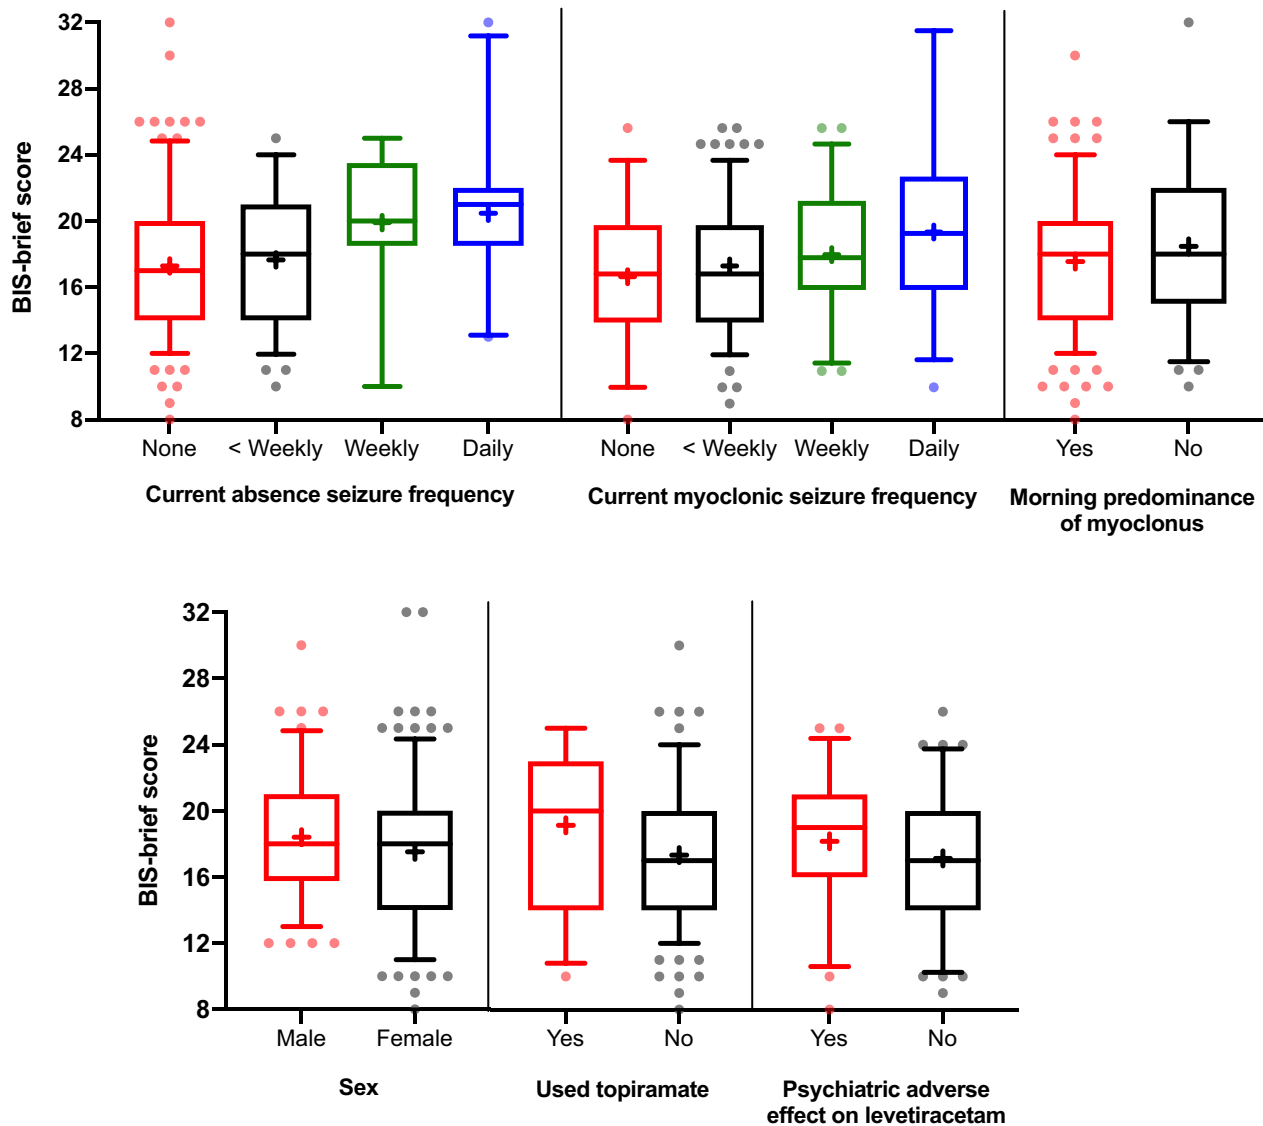 BIS-brief score
32
28
24
20
16
12
8
None < Weekly Weekly Daily
None < Weekly Weekly Daily
Yes No
Current absence seizure frequency
Current myoclonic seizure frequency
Morning predominance
of myoclonus
BIS-brief score
32
28
24
20
16
12
8
Male Female
Yes No
Yes No
Sex
Used topiramate
Psychiatric adverse
effect on levetiracetam